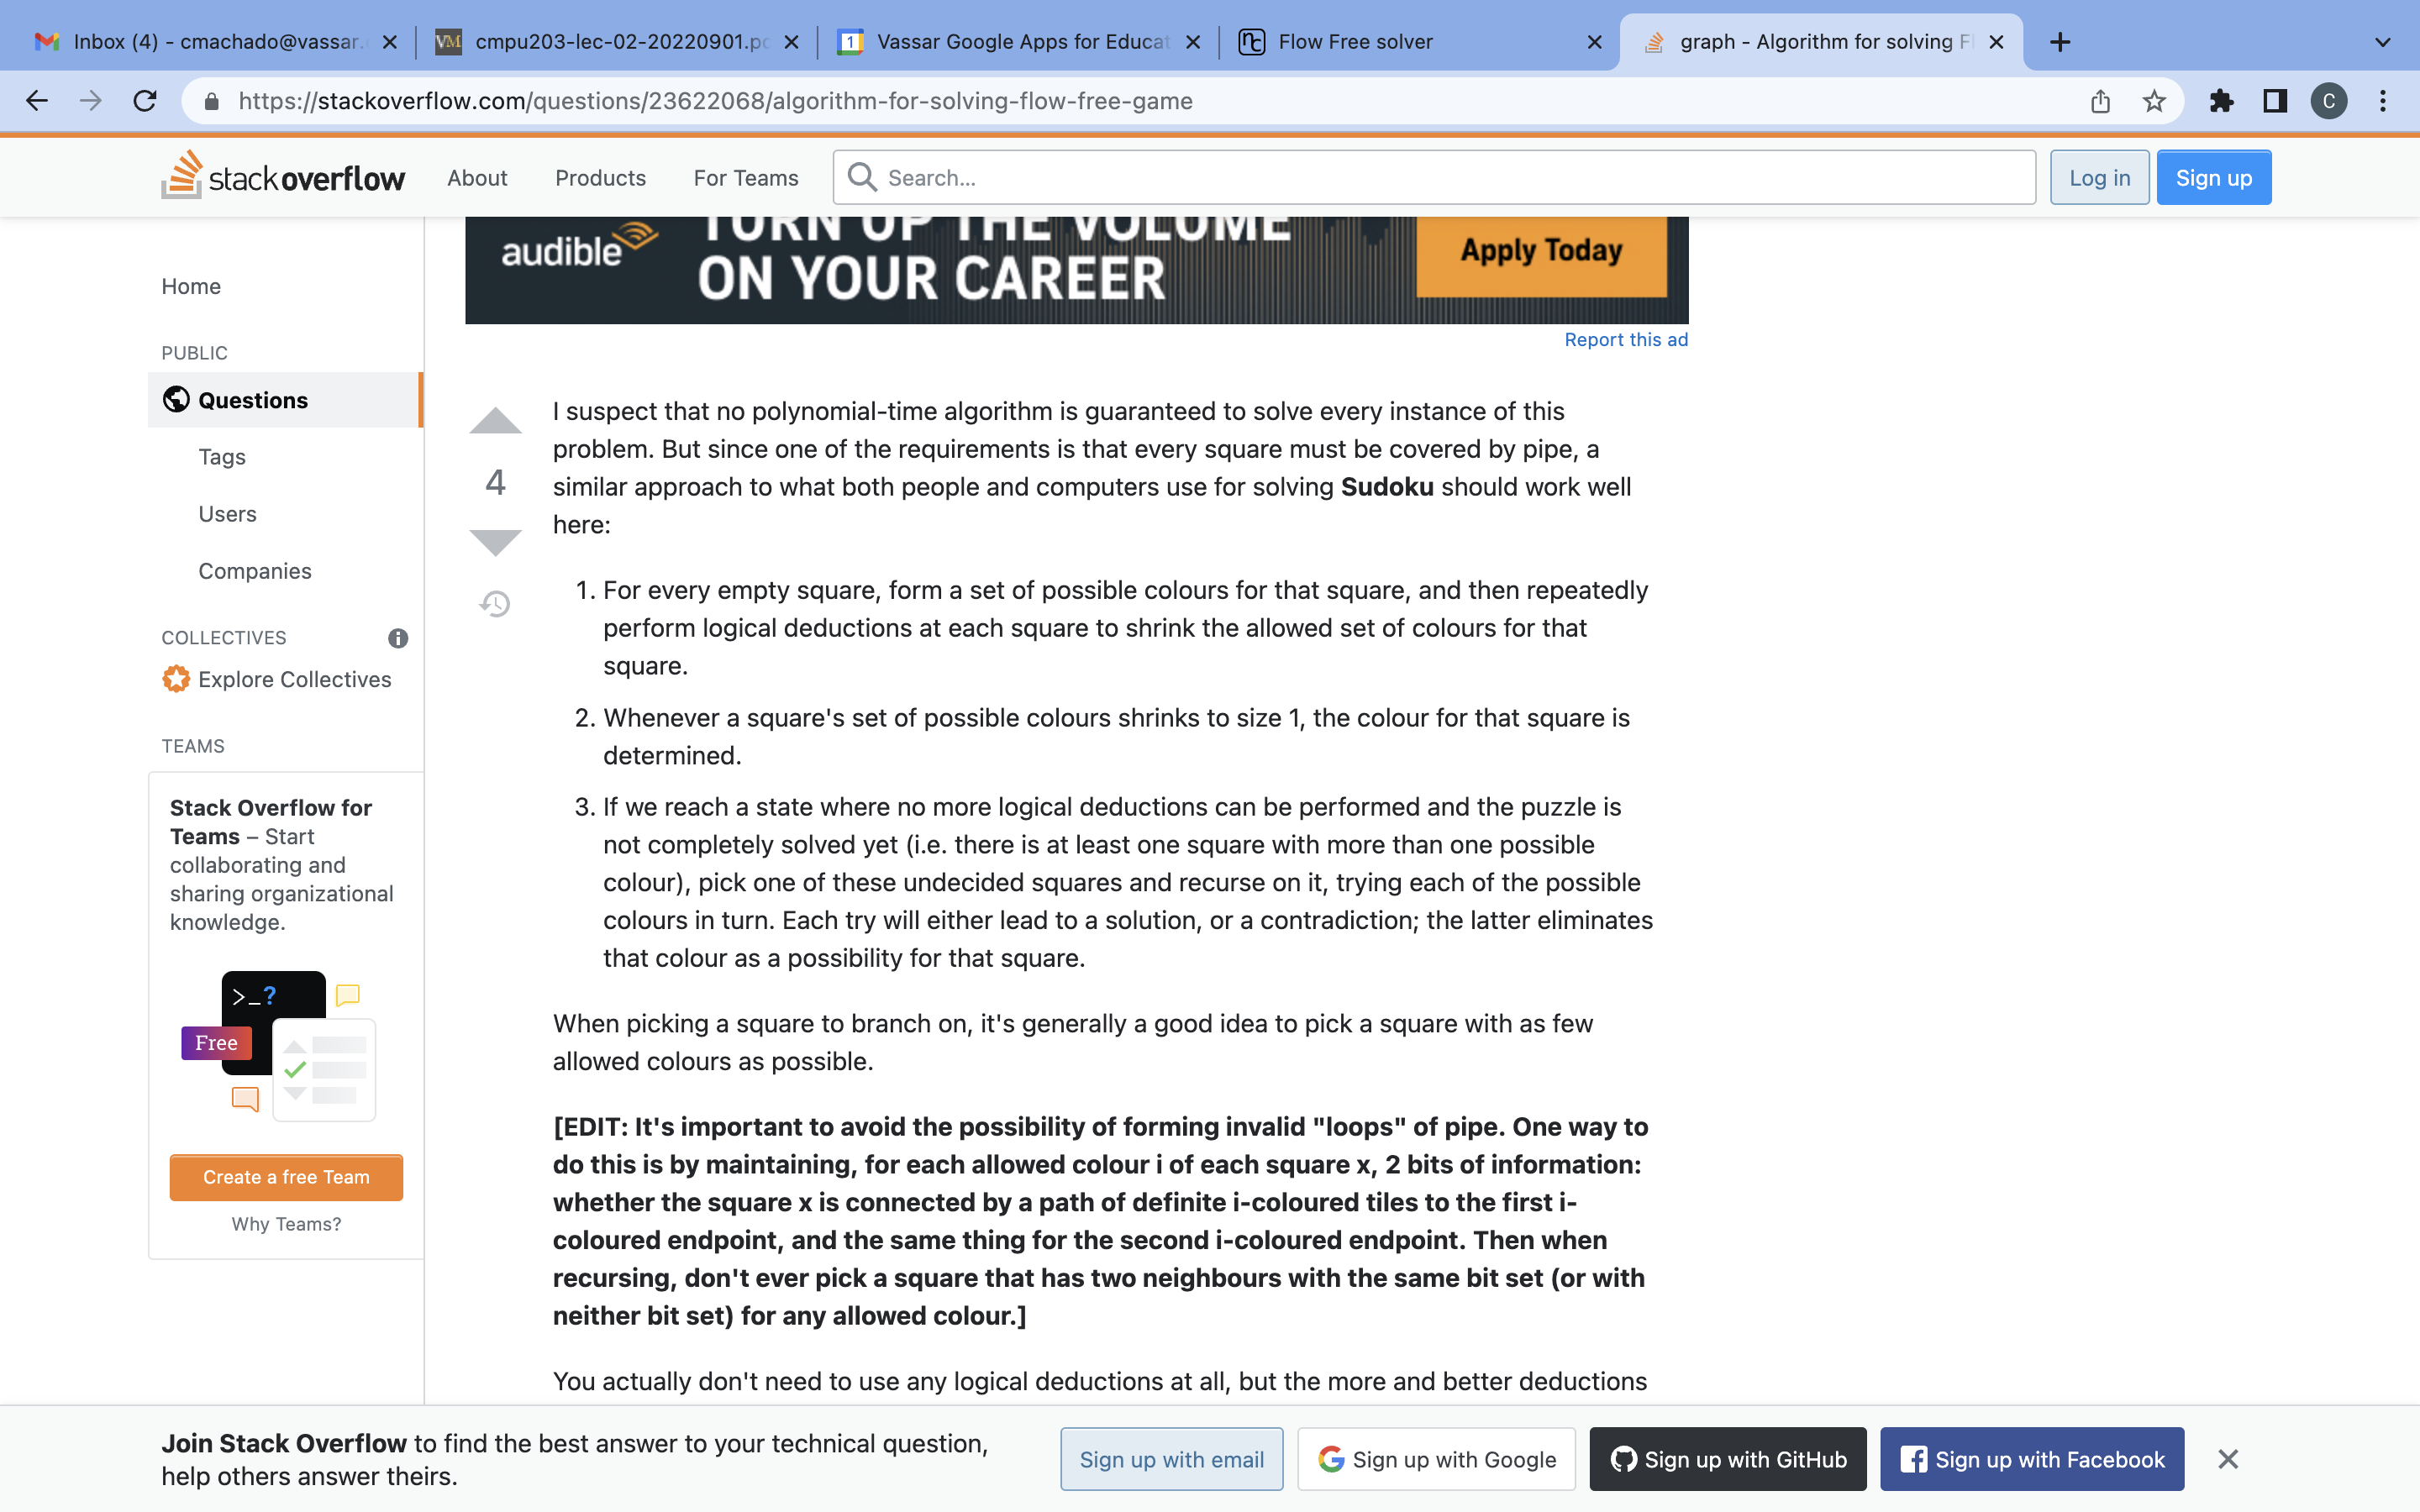 Inbox (4) - cmachado@vassar.
cmpu203-lec-02-20220901.pd
Vassar Google Apps for Educat
Flow Free solver
graph - Algorithm for solving Fl
https://stackoverflow.com/questions/23622068/algorithm-for-solving-flow-free-game
C
stackoverflow
About
Products
For Teams
Search...
Log in
Sign up
audible
TURN UP THE VOLUME
ON YOUR CAREER
Apply Today
Report this ad
Home
PUBLIC
Questions
Tags
Users
Companies
COLLECTIVES
Explore Collectives
TEAMS
Stack Overflow for
Teams – Start
collaborating and
sharing organizational
knowledge.
>_?
Free
Create a free Team
Why Teams?
4
I suspect that no polynomial-time algorithm is guaranteed to solve every instance of this
problem. But since one of the requirements is that every square must be covered by pipe, a
similar approach to what both people and computers use for solving Sudoku should work well
here:
1. For every empty square, form a set of possible colours for that square, and then repeatedly
perform logical deductions at each square to shrink the allowed set of colours for that
square.
2. Whenever a square's set of possible colours shrinks to size 1, the colour for that square is
determined.
3. If we reach a state where no more logical deductions can be performed and the puzzle is
not completely solved yet (i.e. there is at least one square with more than one possible
colour), pick one of these undecided squares and recurse on it, trying each of the possible
colours in turn. Each try will either lead to a solution, or a contradiction; the latter eliminates
that colour as a possibility for that square.
When picking a square to branch on, it's generally a good idea to pick a square with as few
allowed colours as possible.
[EDIT: It's important to avoid the possibility of forming invalid "loops" of pipe. One way to
do this is by maintaining, for each allowed colour i of each square x, 2 bits of information:
whether the square x is connected by a path of definite i-coloured tiles to the first i-
coloured endpoint, and the same thing for the second i-coloured endpoint. Then when
recursing, don't ever pick a square that has two neighbours with the same bit set (or with
neither bit set) for any allowed colour.]
You actually don't need to use any logical deductions at all, but the more and better deductions
Join Stack Overflow to find the best answer to your technical question,
help others answer theirs.
Sign up with email
Sign up with Google
Sign up with GitHub
Sign up with Facebook